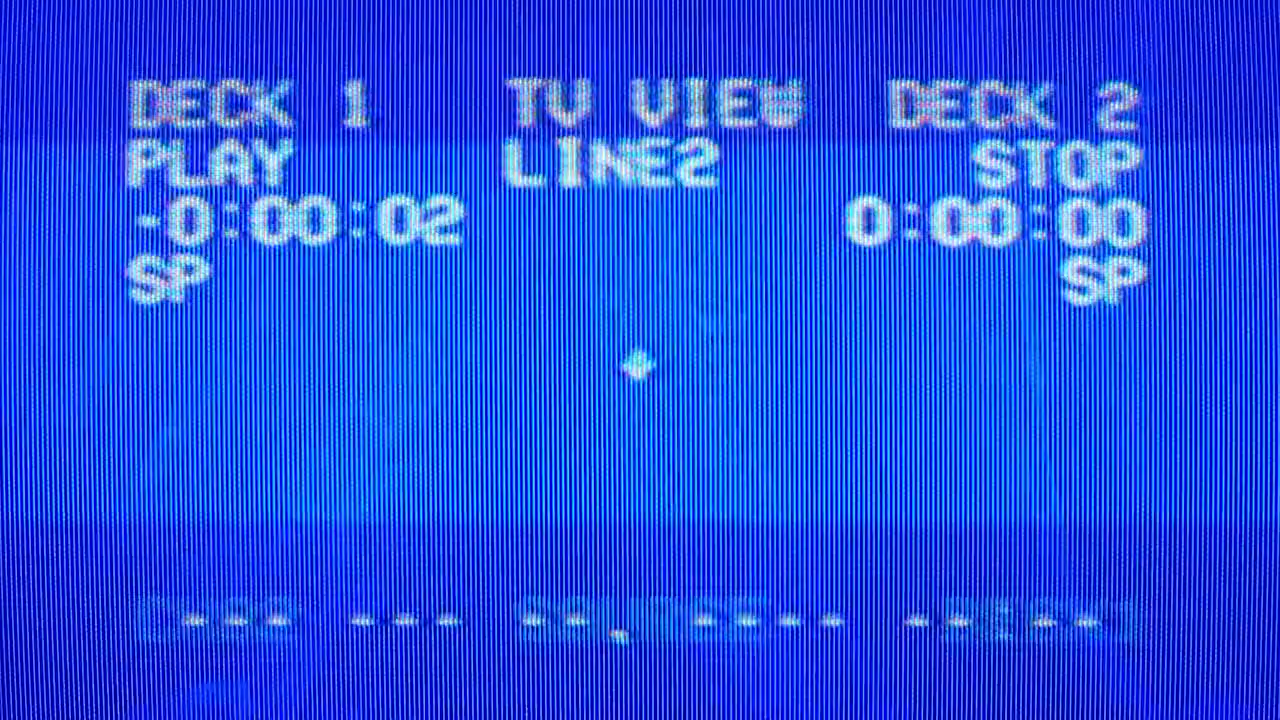 DECK 1 TV VIEW DECK 2
PLAY LINE2 STOP
-0:00:02 0:00:00
SP SP
--- --- --. ---- -----